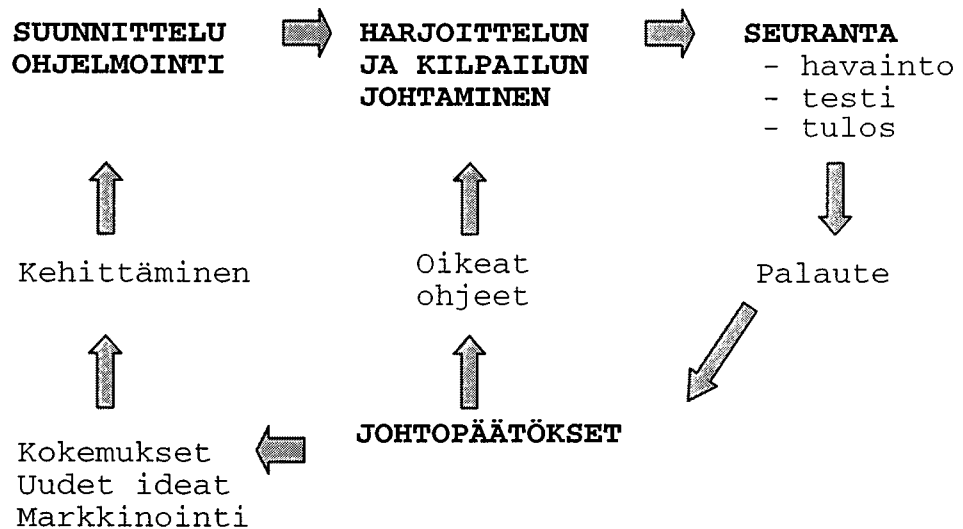 SUUNNITTELU
OHJELMOINTI
HARJOITTELUN
JA KILPAILUN
JOHTAMINEN
SEURANTA
- havainto
- testi
- tulos
Kehittäminen
Oikeat
ohjeet
Palaute
JOHTOPÄÄTÖKSET
Kokemukset
Uudet ideat
Markkinointi